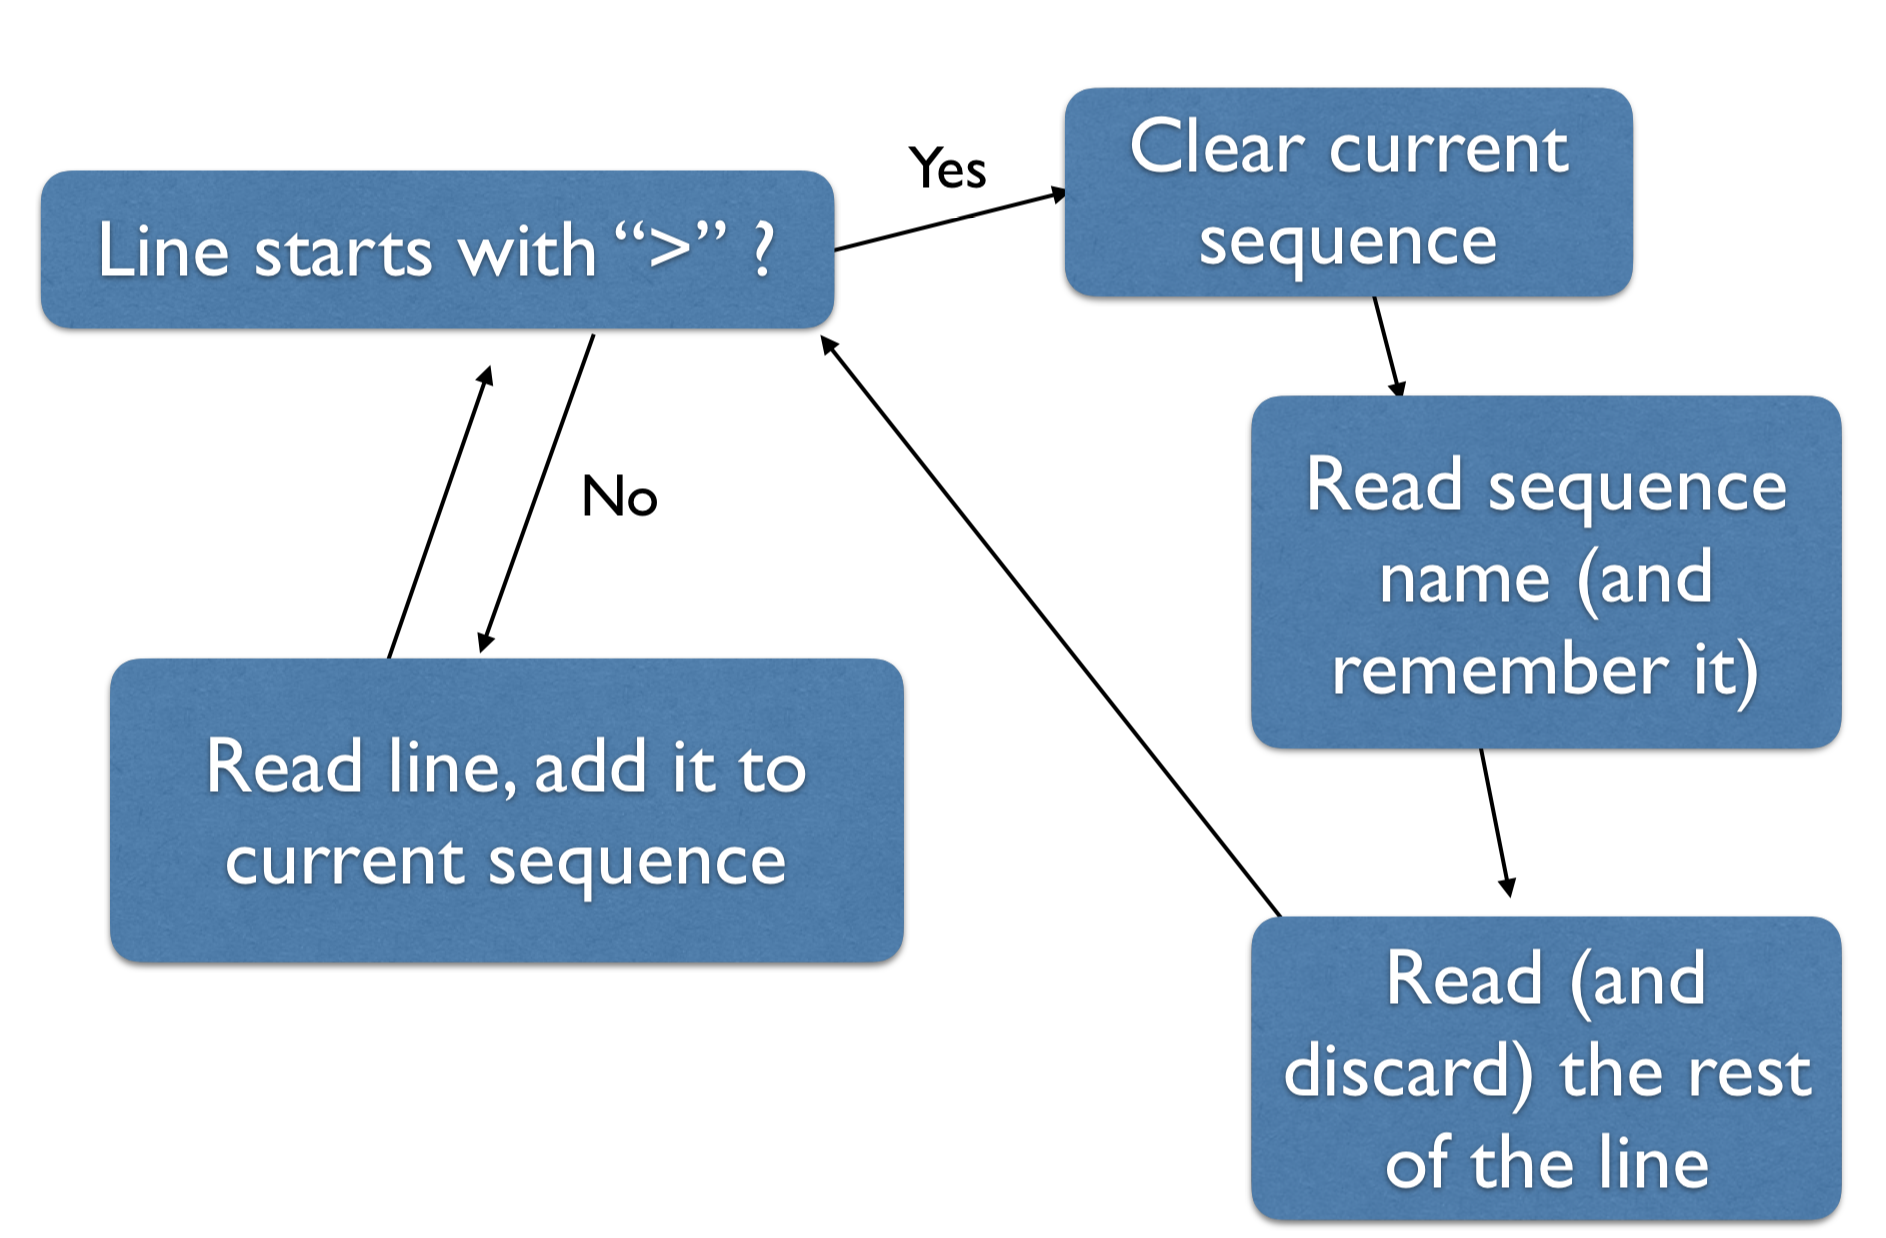 Line starts with “>” ?
Yes
Clear current
sequence
No
Read sequence
name (and
remember it)
Read line, add it to
current sequence
Read (and
discard) the rest
of the line